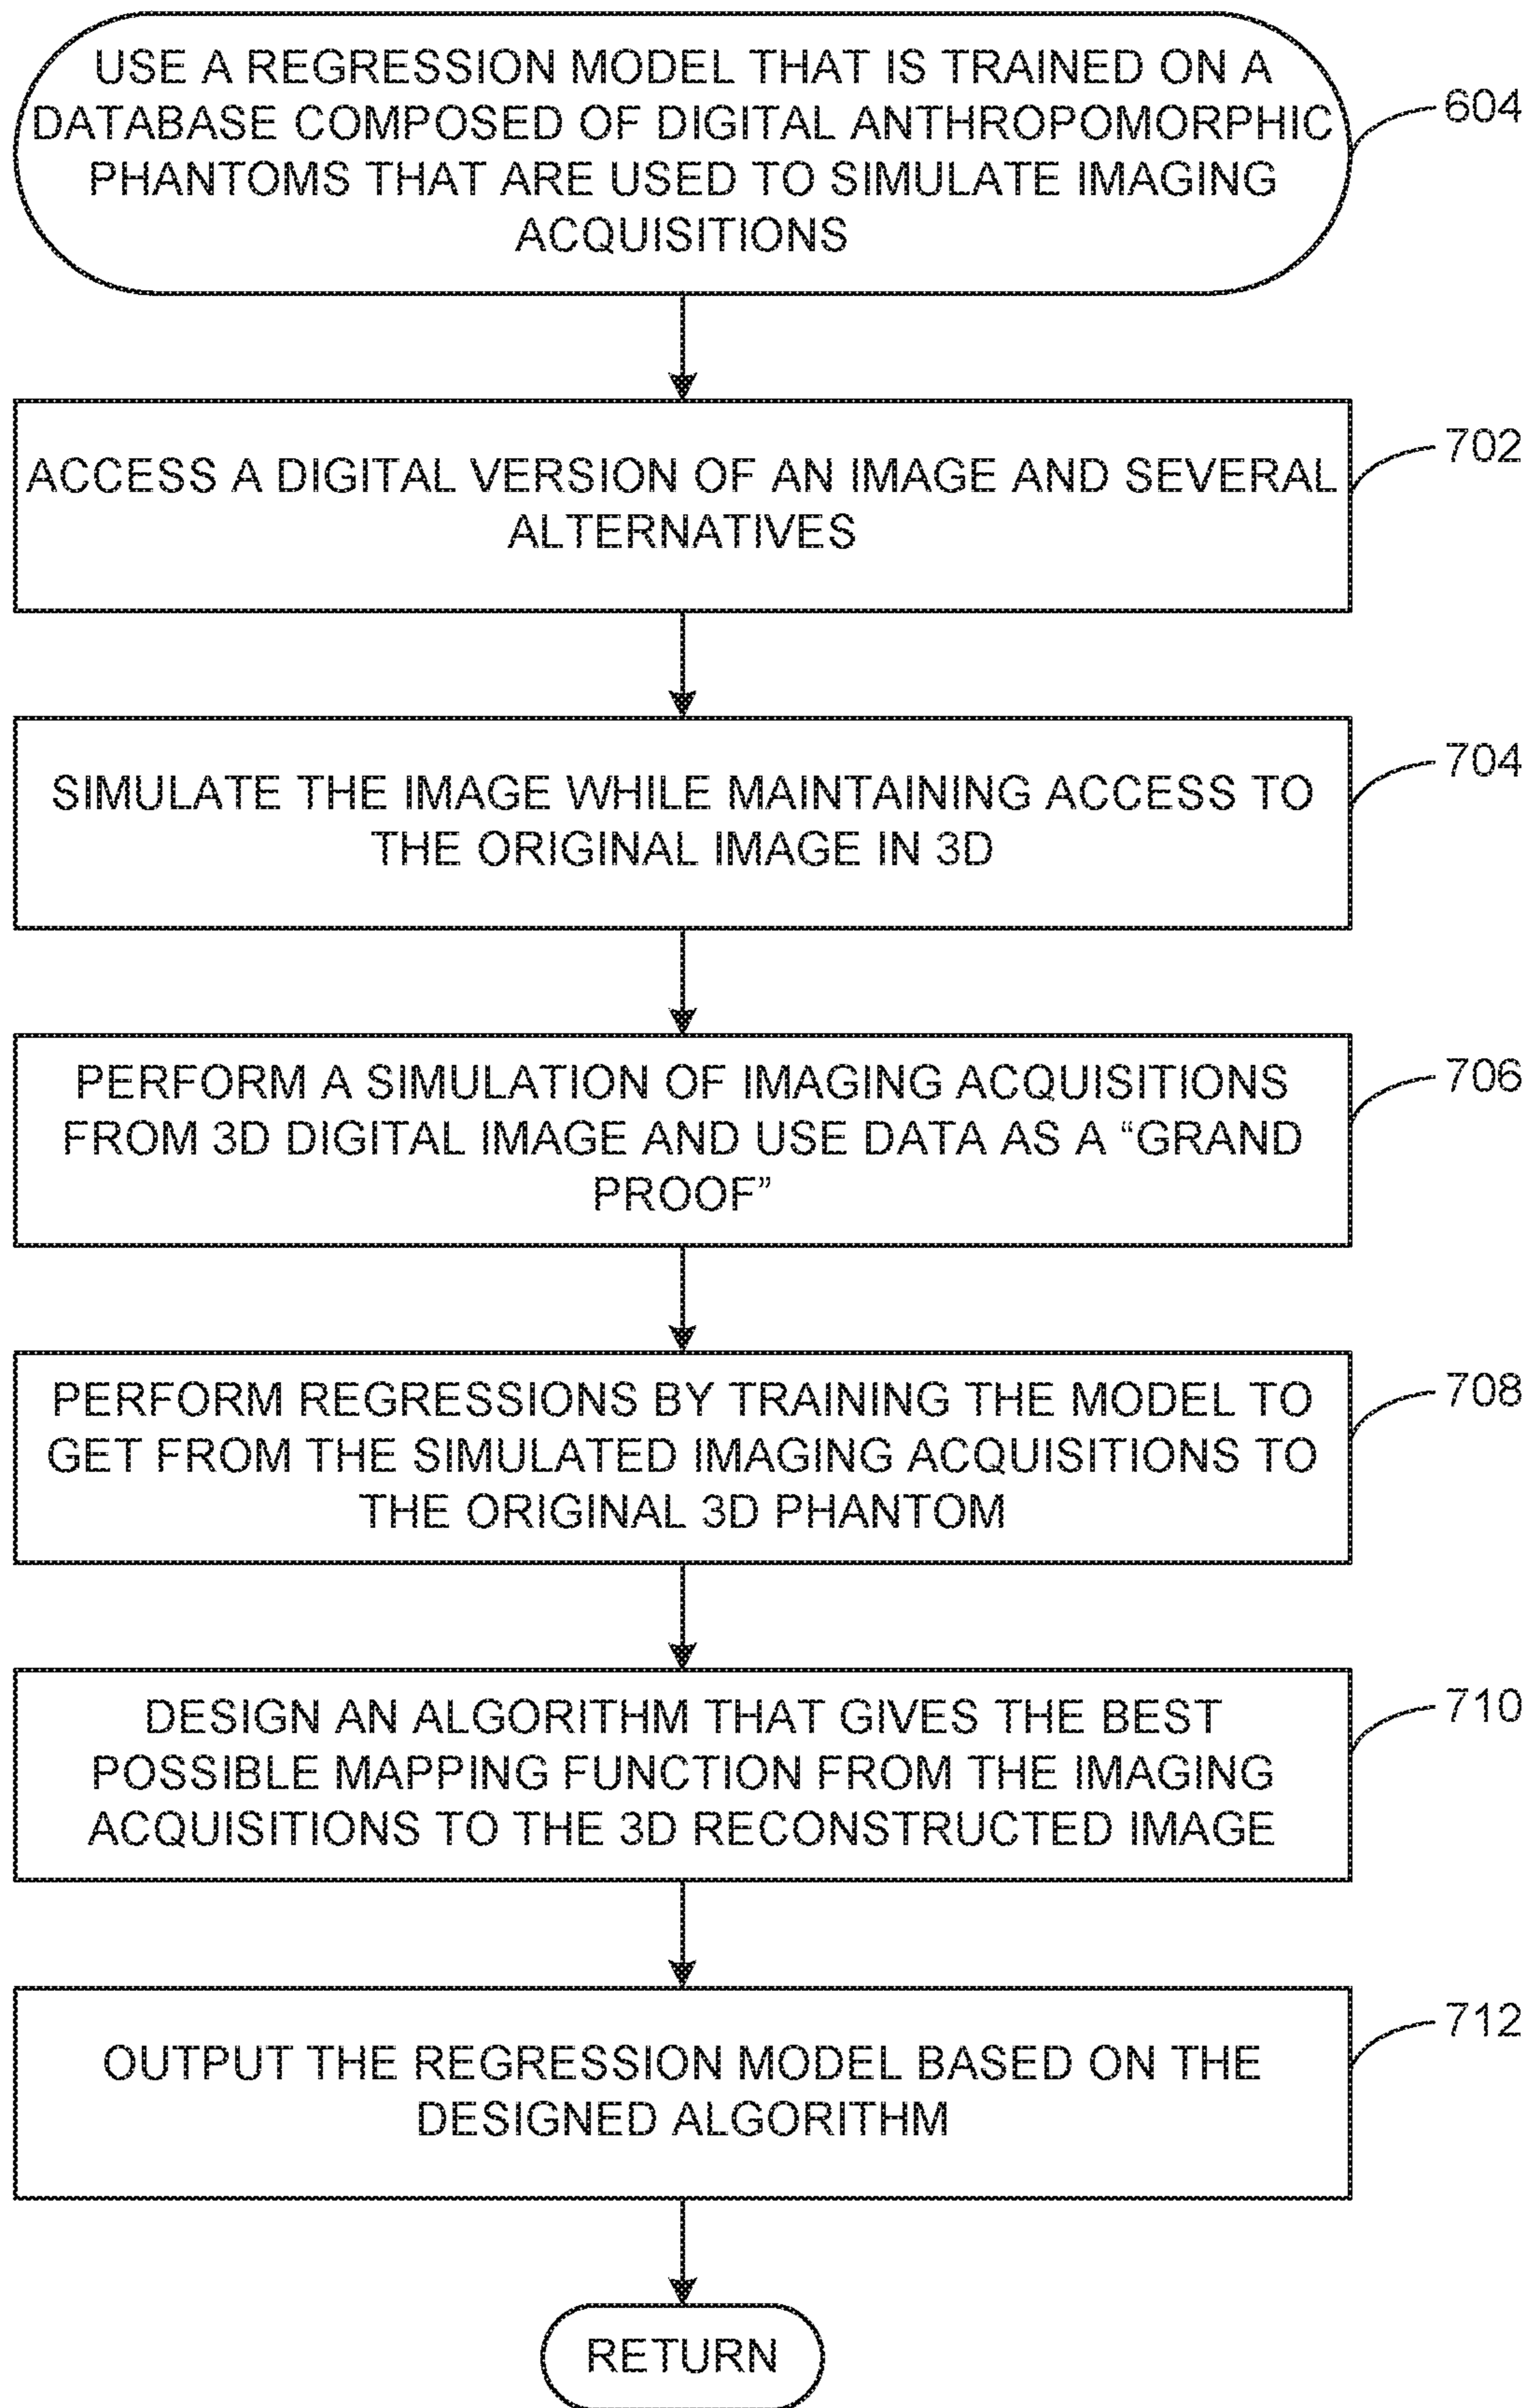 USE A REGRESSION MODEL THAT IS TRAINED ON A
DATABASE COMPOSED OF DIGITAL ANTHROPOMORPHIC
PHANTOMS THAT ARE USED TO SIMULATE IMAGING
ACQUISITIONS
604
ACCESS A DIGITAL VERSION OF AN IMAGE AND SEVERAL
ALTERNATIVES
702
SIMULATE THE IMAGE WHILE MAINTAINING ACCESS TO
THE ORIGINAL IMAGE IN 3D
704
PERFORM A SIMULATION OF IMAGING ACQUISITIONS
FROM 3D DIGITAL IMAGE AND USE DATA AS A “GRAND
PROOF”
706
PERFORM REGRESSIONS BY TRAINING THE MODEL TO
GET FROM THE SIMULATED IMAGING ACQUISITIONS TO
THE ORIGINAL 3D PHANTOM
708
DESIGN AN ALGORITHM THAT GIVES THE BEST
POSSIBLE MAPPING FUNCTION FROM THE IMAGING
ACQUISITIONS TO THE 3D RECONSTRUCTED IMAGE
710
OUTPUT THE REGRESSION MODEL BASED ON THE
DESIGNED ALGORITHM
712
RETURN